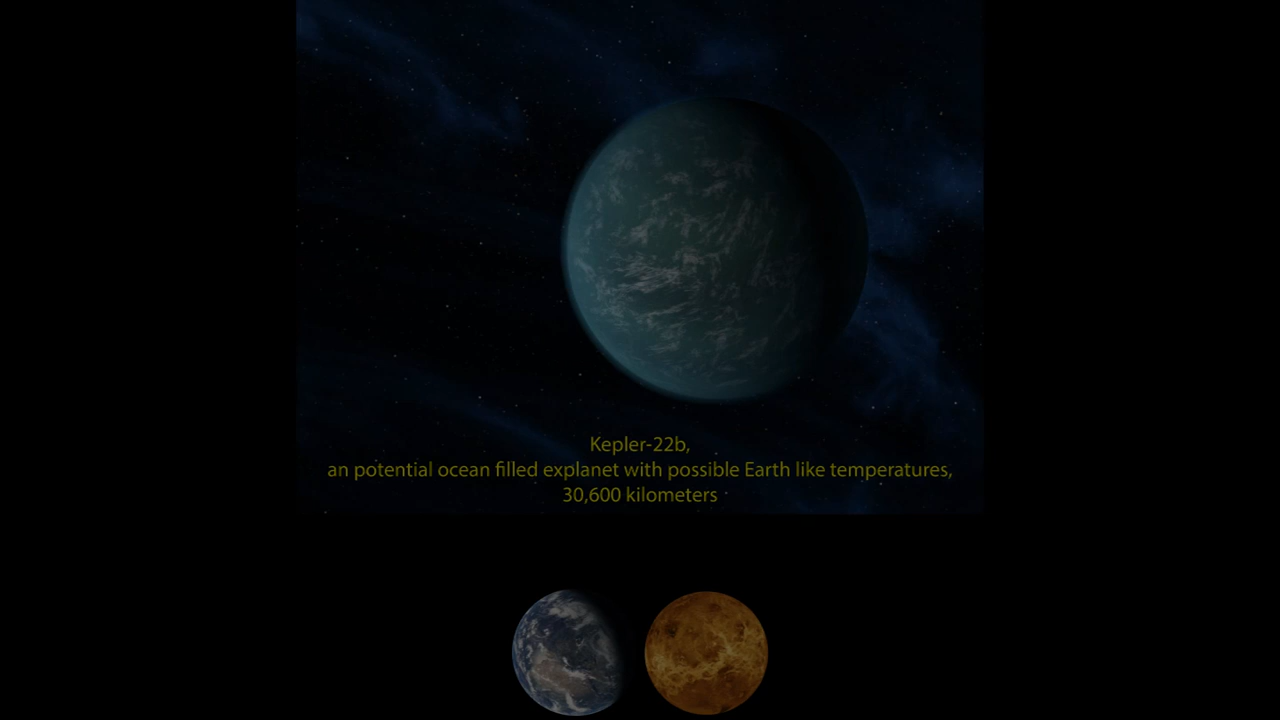 Kepler-22b,
an potential ocean filled explanet with possible Earth like temperatures,
30,600 kilometers